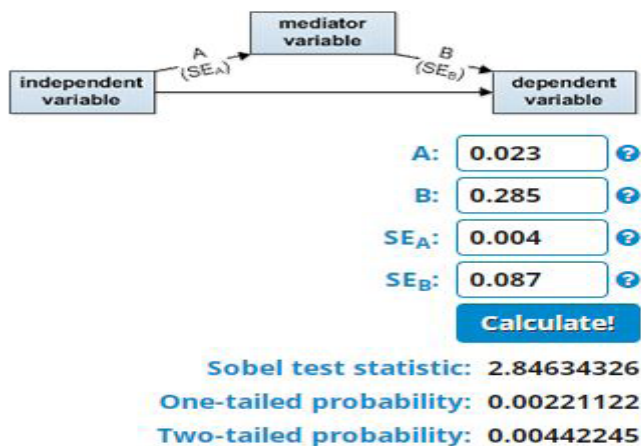 mediator
variable
A
(SEA)
B
(SEB)
independent
variable
dependent
variable
A: 0.023 ?
B: 0.285 ?
SEA: 0.004 ?
SEB: 0.087 ?
Calculate!
Sobel test statistic: 2.84634326
One-tailed probability: 0.00221122
Two-tailed probability: 0.00442245